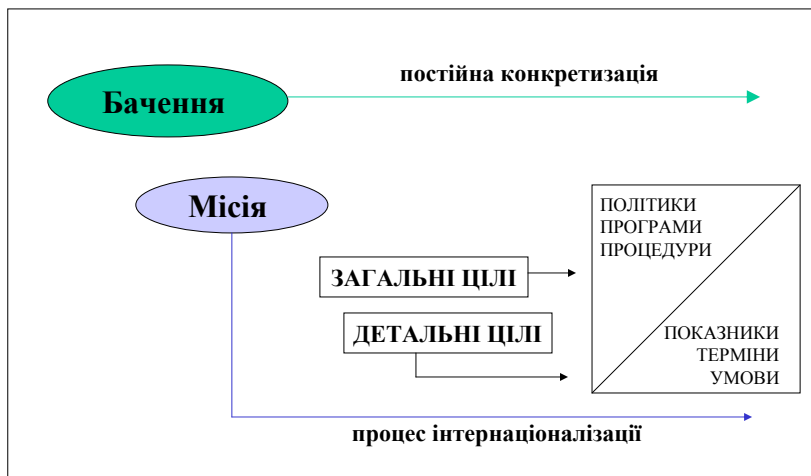 постійна конкретизація
Бачення
Місія
ПОЛІТИКИ
ПРОГРАМИ
ПРОЦЕДУРИ
ЗАГАЛЬНІ ЦІЛІ
ДЕТАЛЬНІ ЦІЛІ
ПОКАЗНИКИ
ТЕРМІНИ
УМОВИ
процес інтернаціоналізації